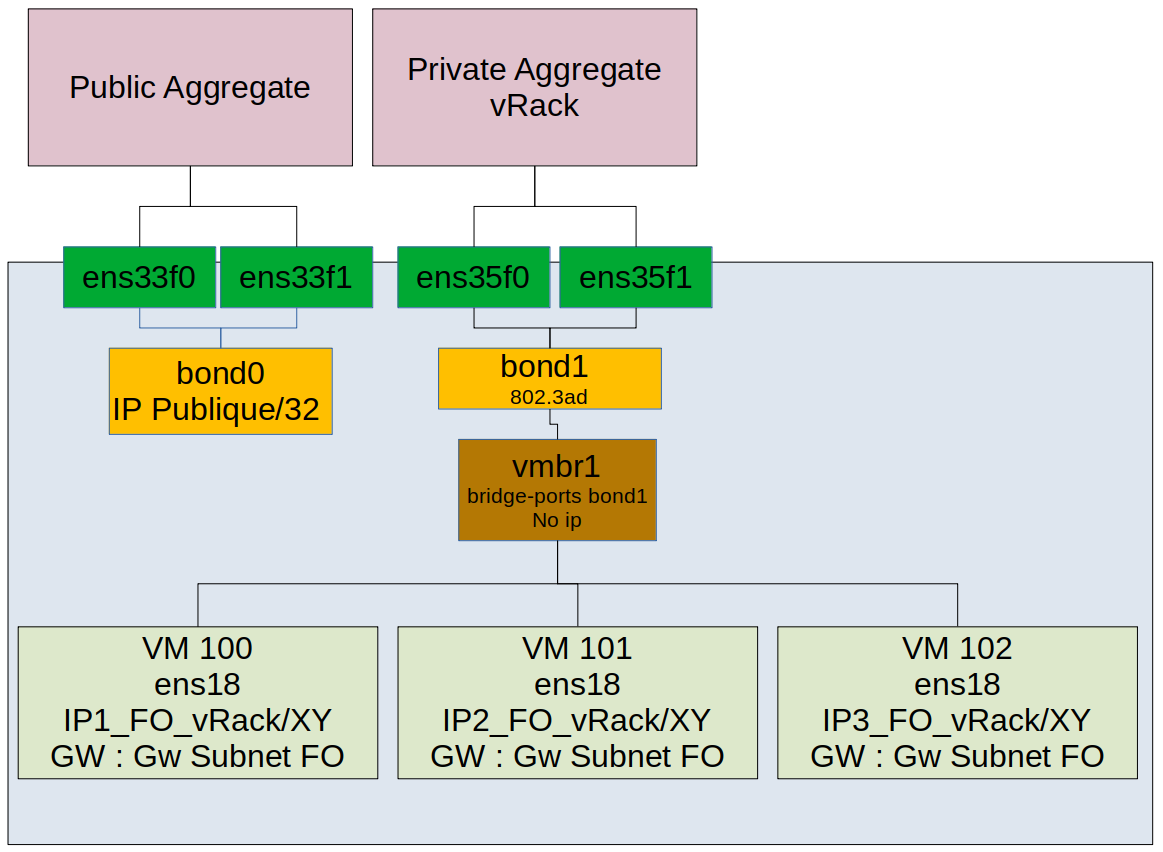 Public Aggregate
Private Aggregate
vRack
ens33f0
ens33f1
ens35f0
ens35f1
bond0
IP Publique/32
bond1
802.3ad
vmbr1
bridge-ports bond1
No ip
VM 100
ens18
IP1_FO_vRack/XY
GW : Gw Subnet FO
VM 101
ens18
IP2_FO_vRack/XY
GW : Gw Subnet FO
VM 102
ens18
IP3_FO_vRack/XY
GW : Gw Subnet FO